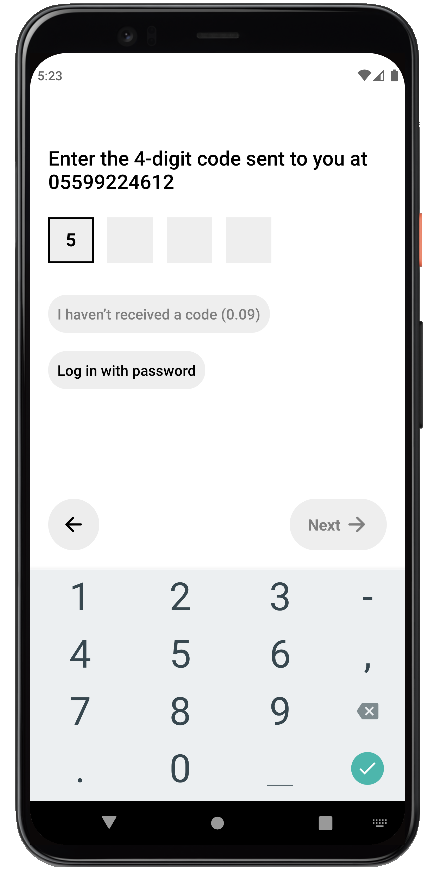 5:23
Enter the 4-digit code sent to you at
05599224612
5
I haven't received a code (0.09)
Log in with password
Next
1 2 3 -
4 5 6 ,
7 8 9
. 0 _